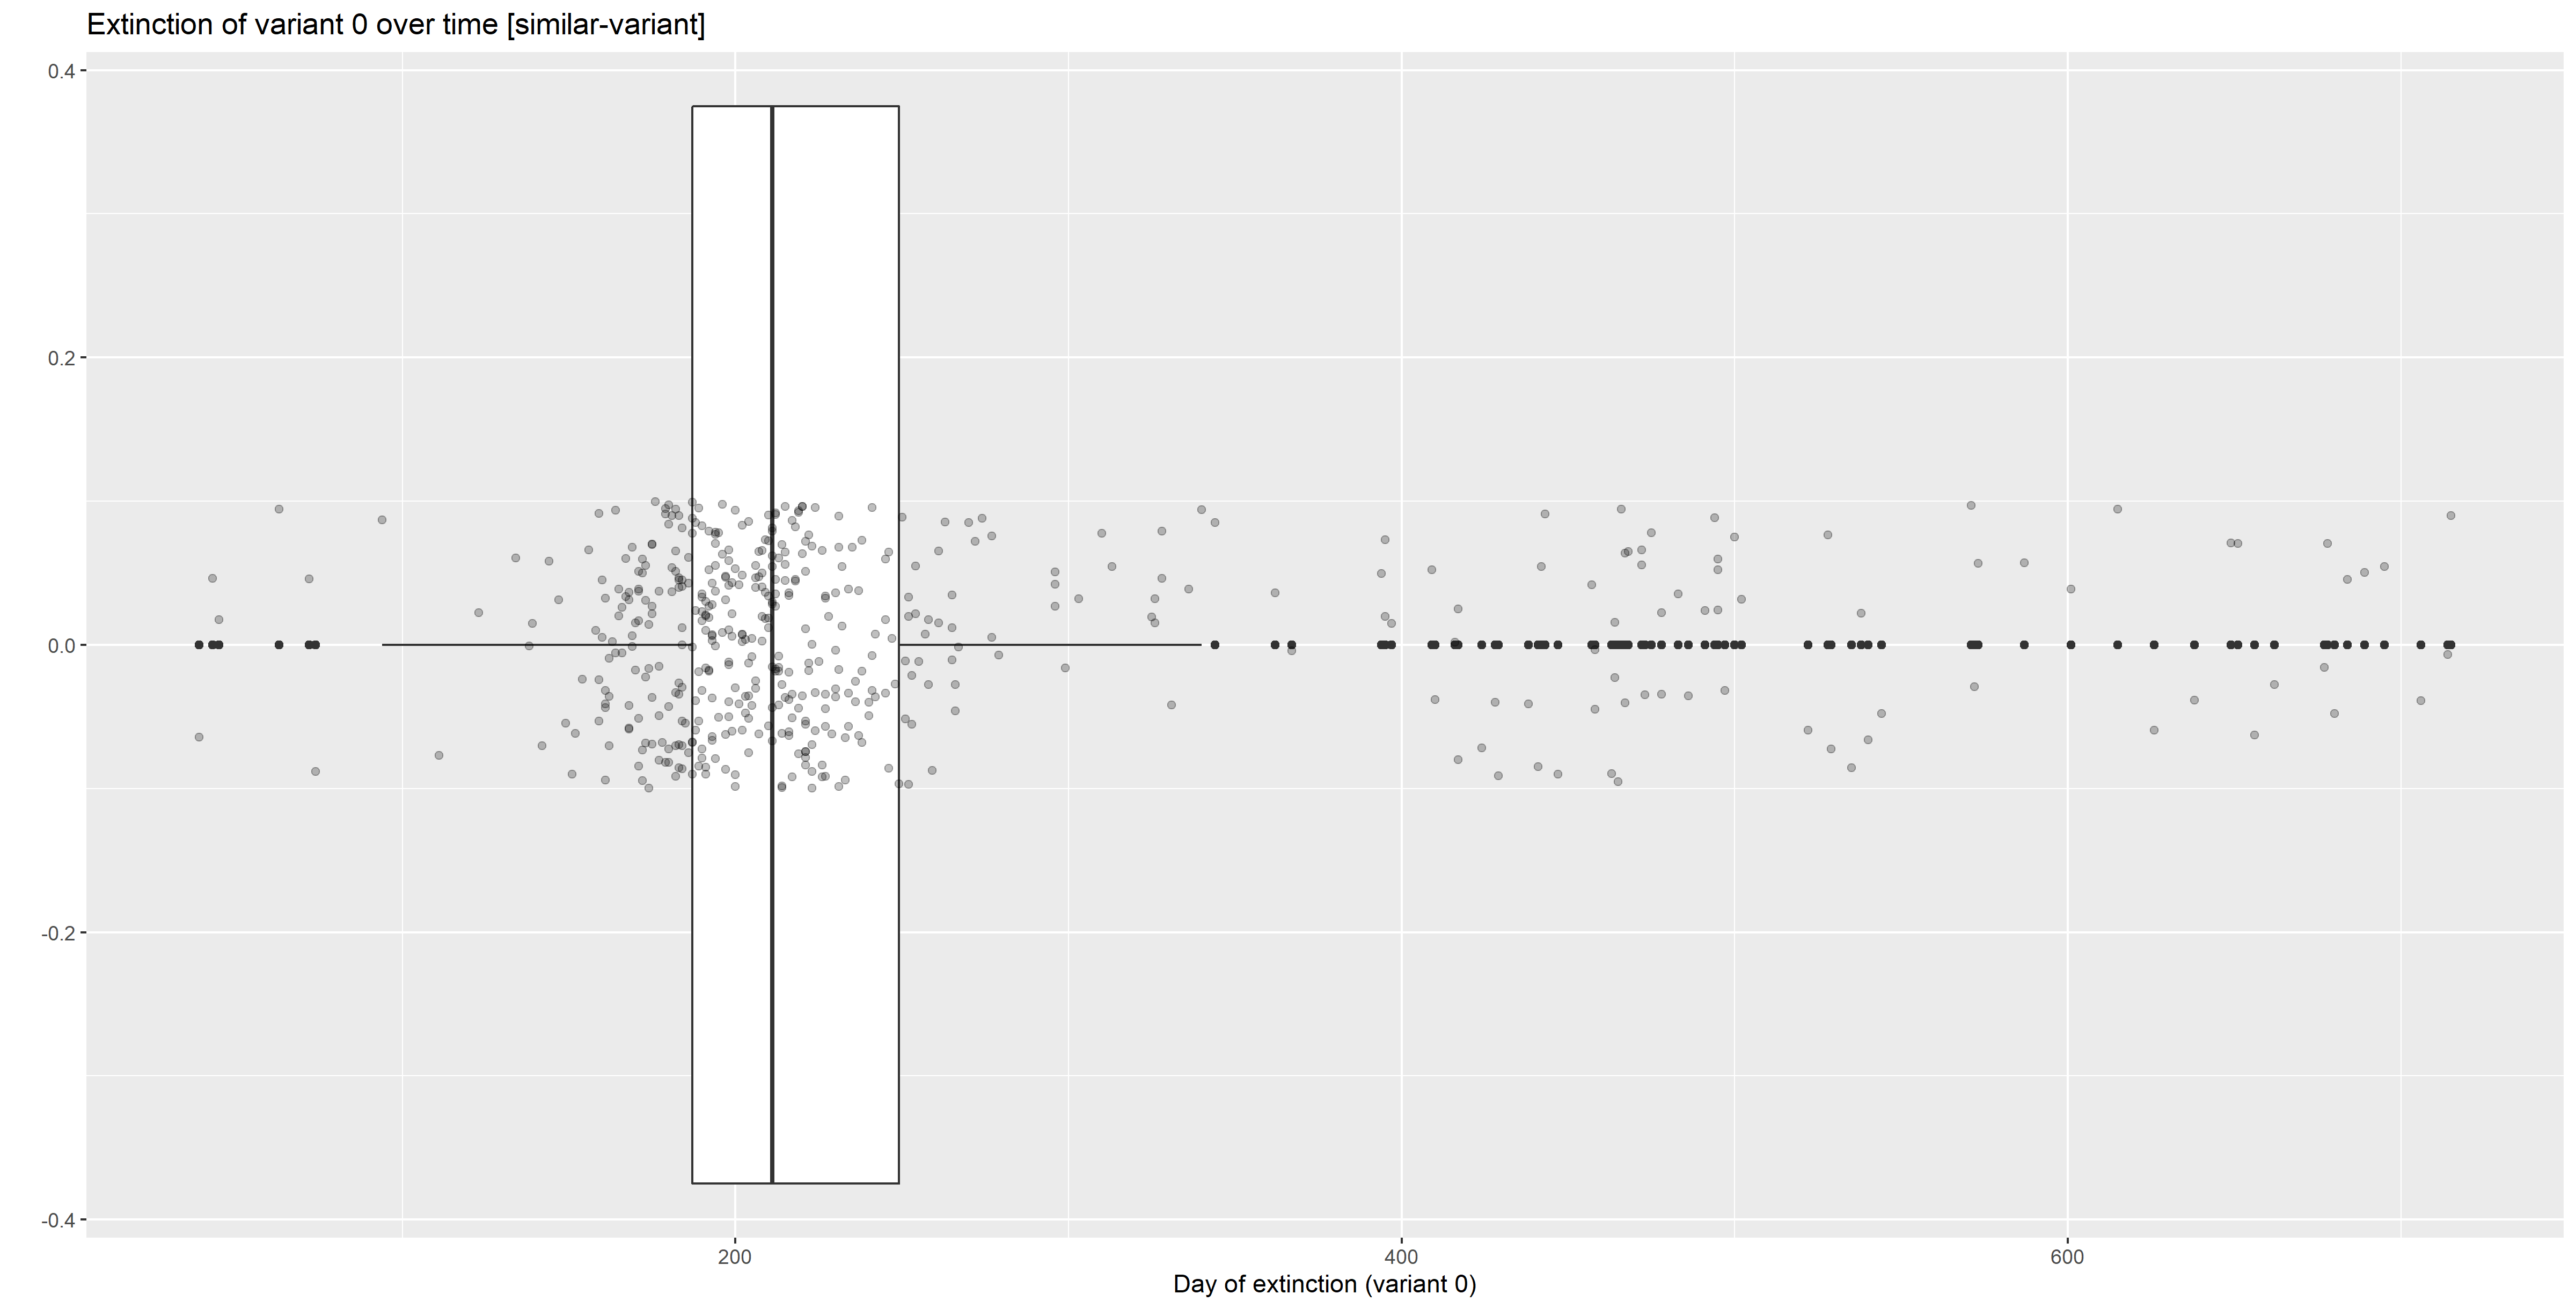 Extinction of variant 0 over time [similar-variant]
0.4
0.2
0.0
-0.2
-0.4
200 400 600
Day of extinction (variant 0)